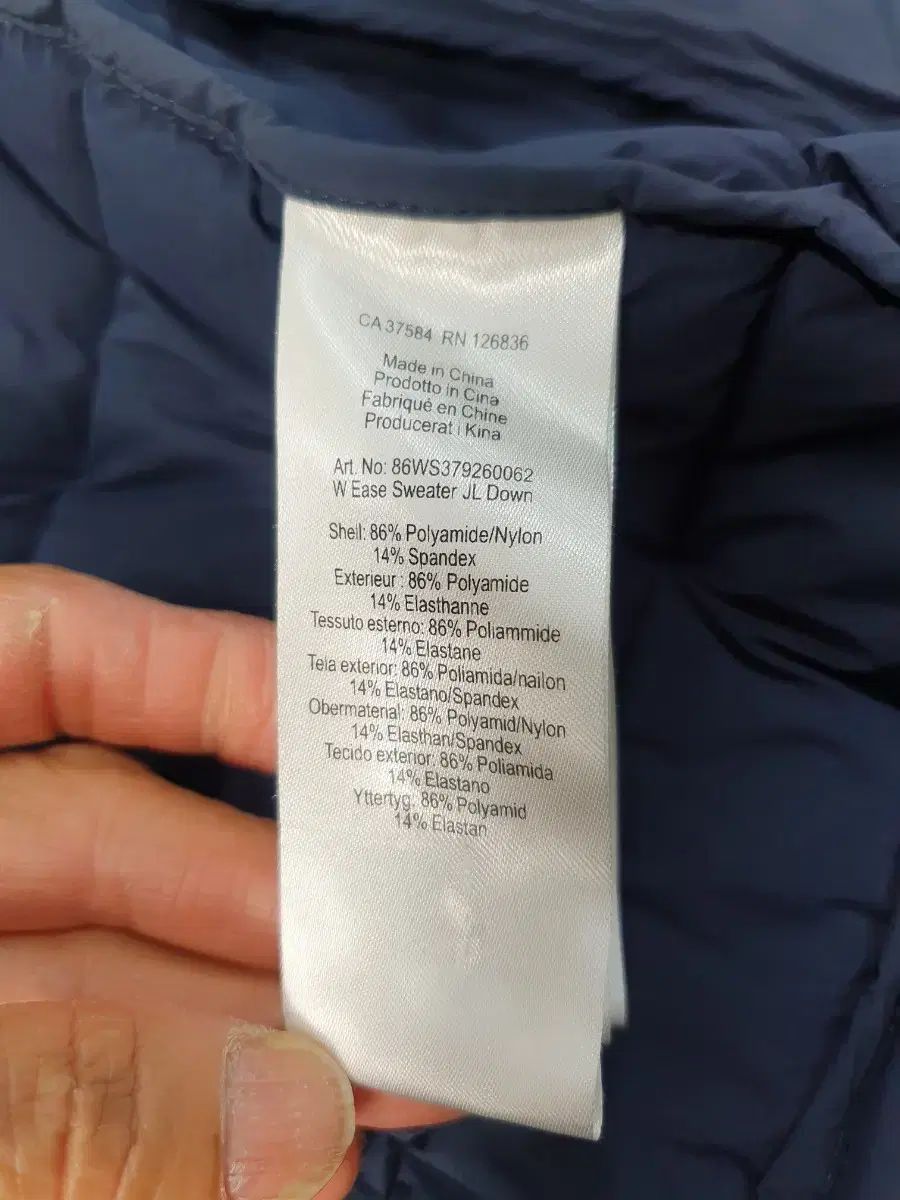 CA 37584 RN 126836
Made in China
Prodotto in Cina
Fabriqué en Chine
Producerat i Kina
Art. No: 86WS379260062
W Ease Sweater JL Down
Shell: 86% Polyamide/Nylon
14% Spandex
Exterieur : 86% Polyamide
14% Elasthanne
Tessuto esterno: 86% Poliammide
14% Elastane
Tela exterior: 86% Poliamida/nailon
14% Elastano/Spandex
Obermaterial: 86% Polyamid/Nylon
14% Elasthan/Spandex
Tecido exterior: 86% Poliamida
14% Elastano
Yttertyg: 86% Polyamid
14% Elastan